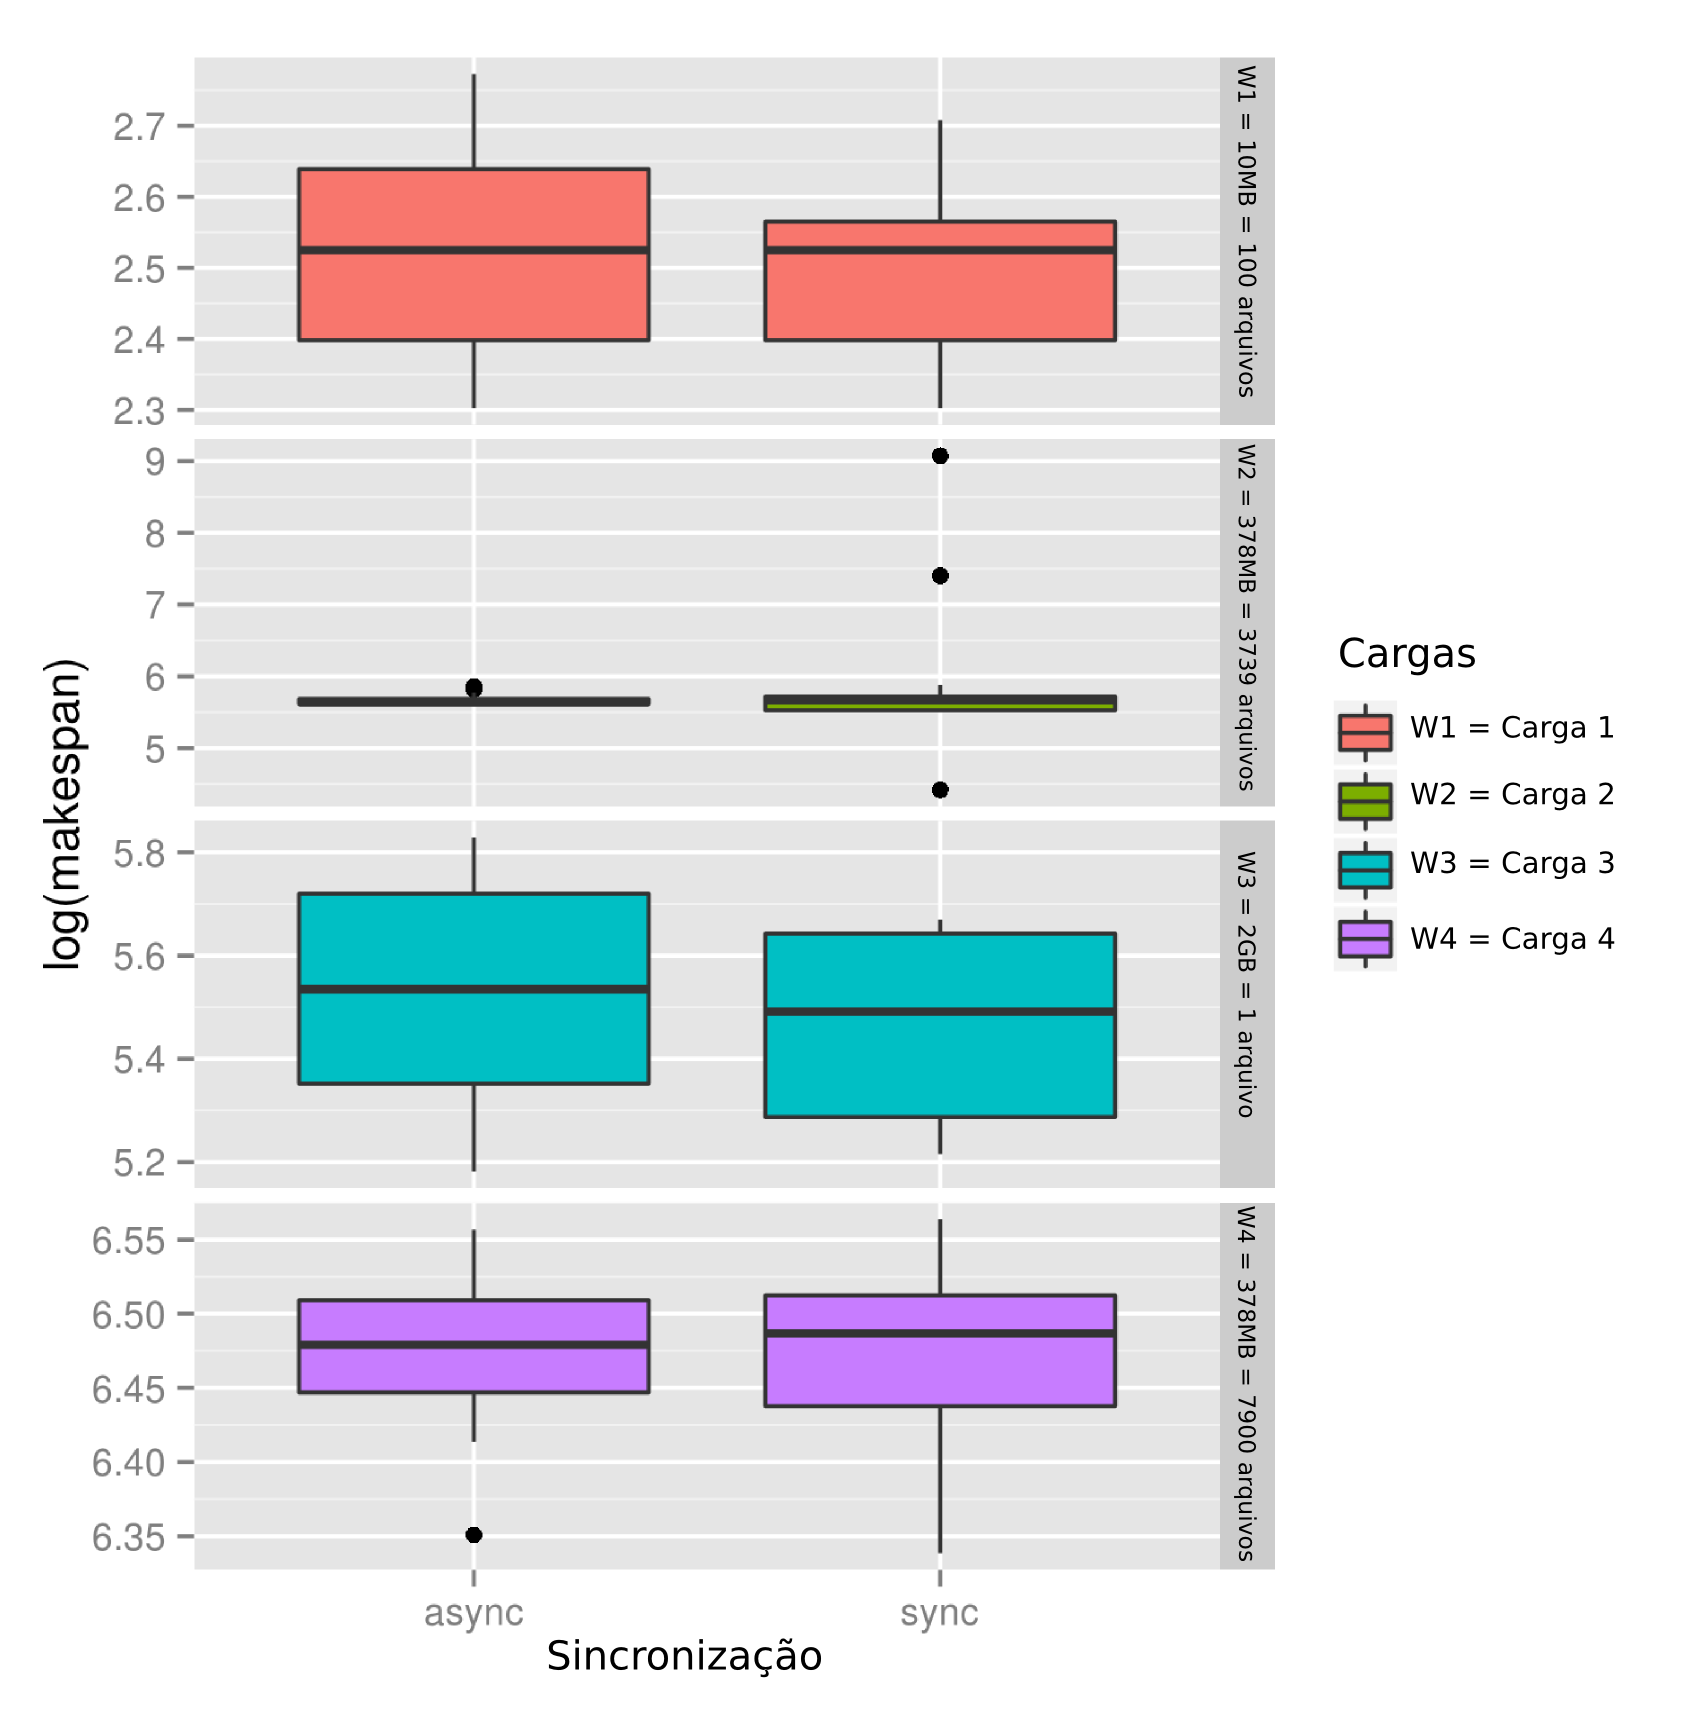 log(makespan)
2.7
2.6
2.5
2.4
2.3
W1 = 10MB = 100 arquivos
9
8
7
6
5
W2 = 378MB = 3739 arquivos
5.8
5.6
5.4
5.2
W3 = 2GB = 1 arquivo
6.55
6.50
6.45
6.40
6.35
W4 = 378MB = 7900 arquivos
async
sync
Sincronização
Cargas
W1 = Carga 1
W2 = Carga 2
W3 = Carga 3
W4 = Carga 4